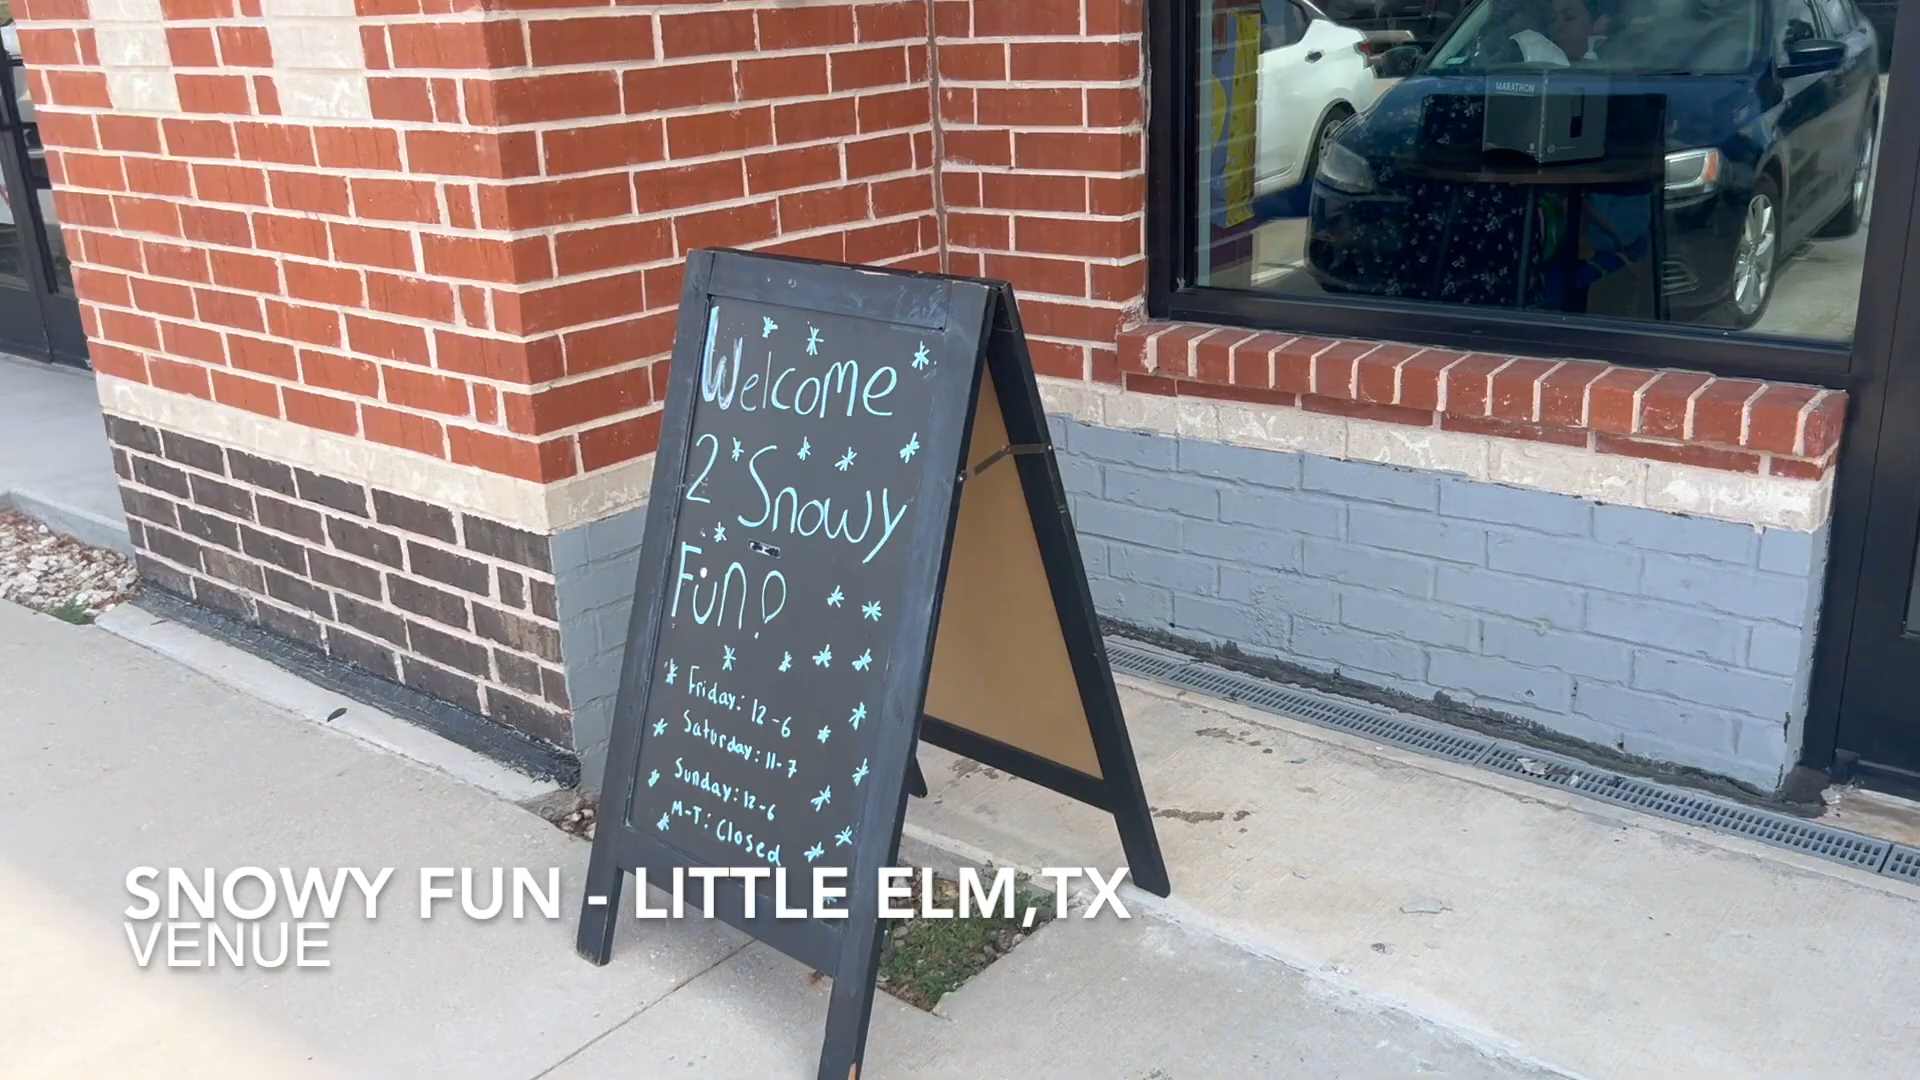 MARATHON
Welcome
2 Snowy
Fun!
Friday: 12-6
Saturday: 11-7
Sunday: 12-6
M-T: Closed
SNOWY FUN - LITTLE ELM,TX
VENUE